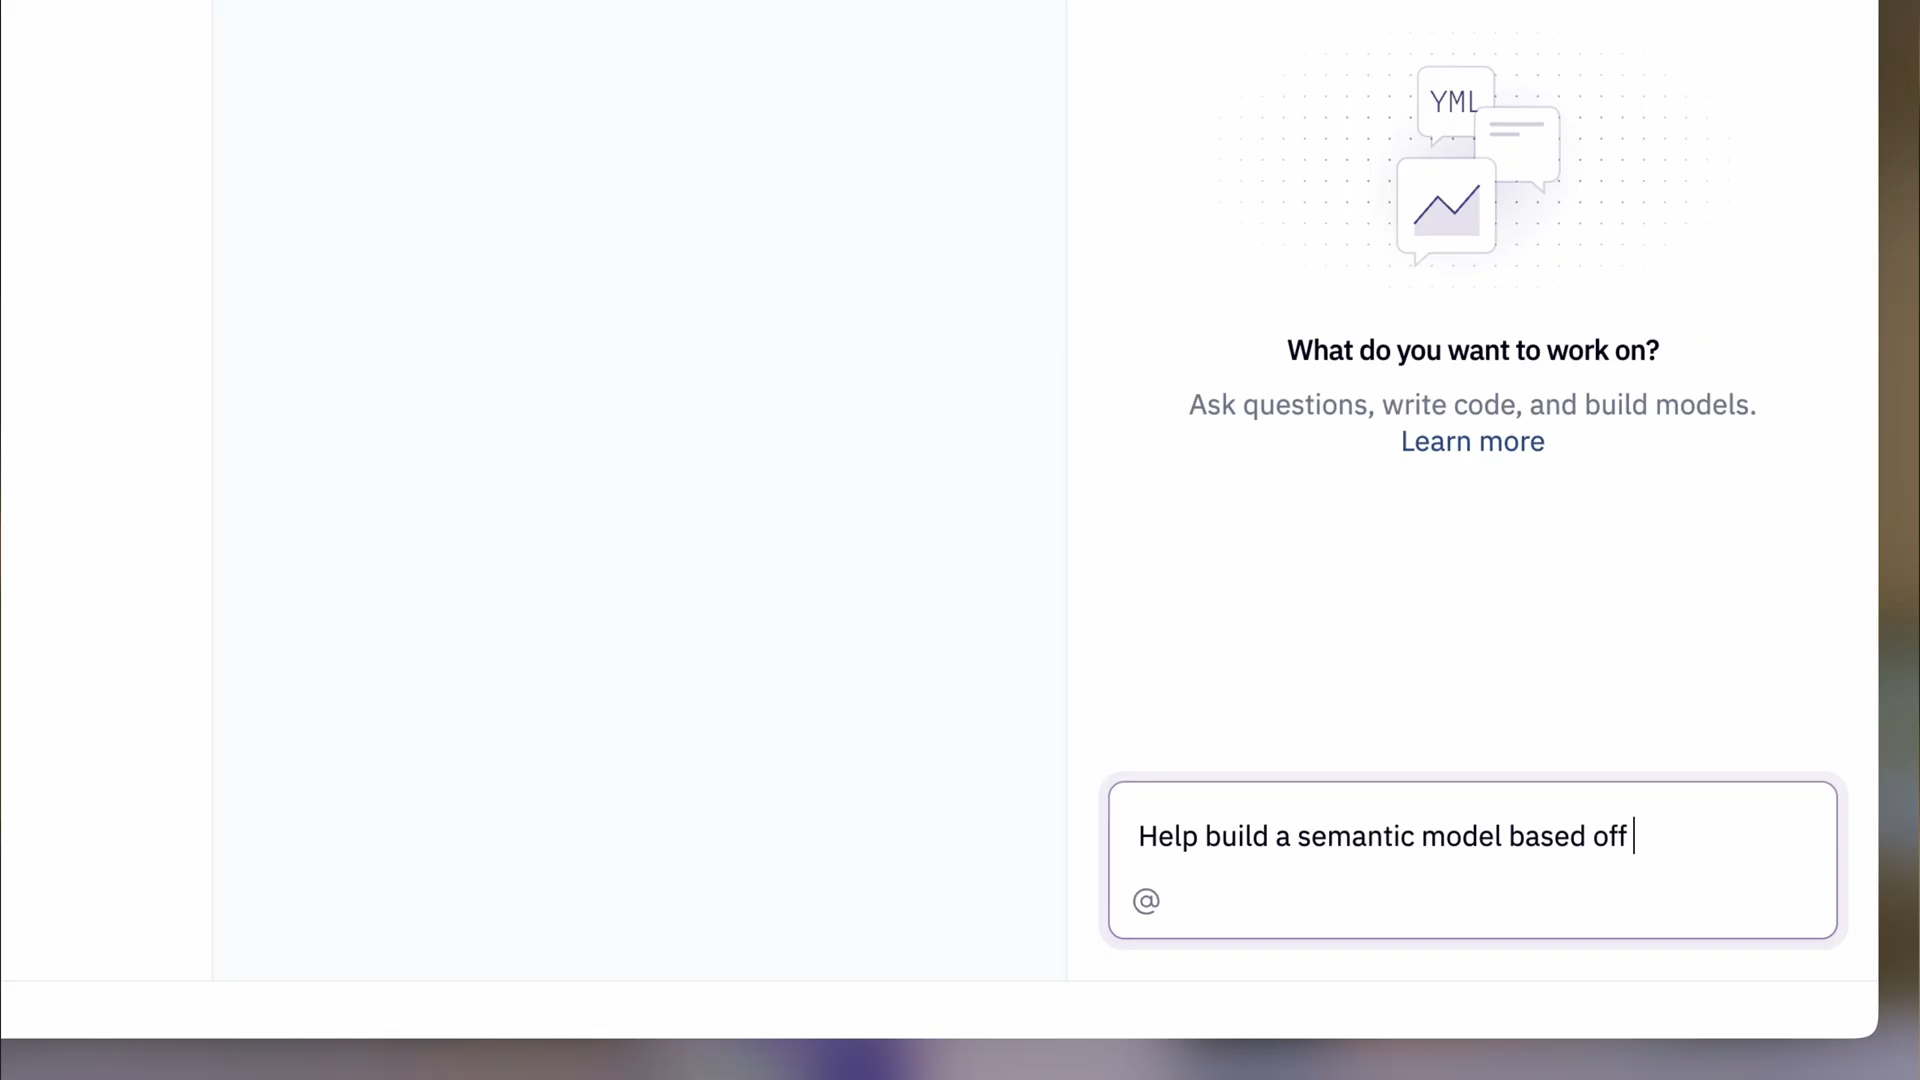 YML
What do you want to work on?
Ask questions, write code, and build models.
Learn more
Help build a semantic model based off
@